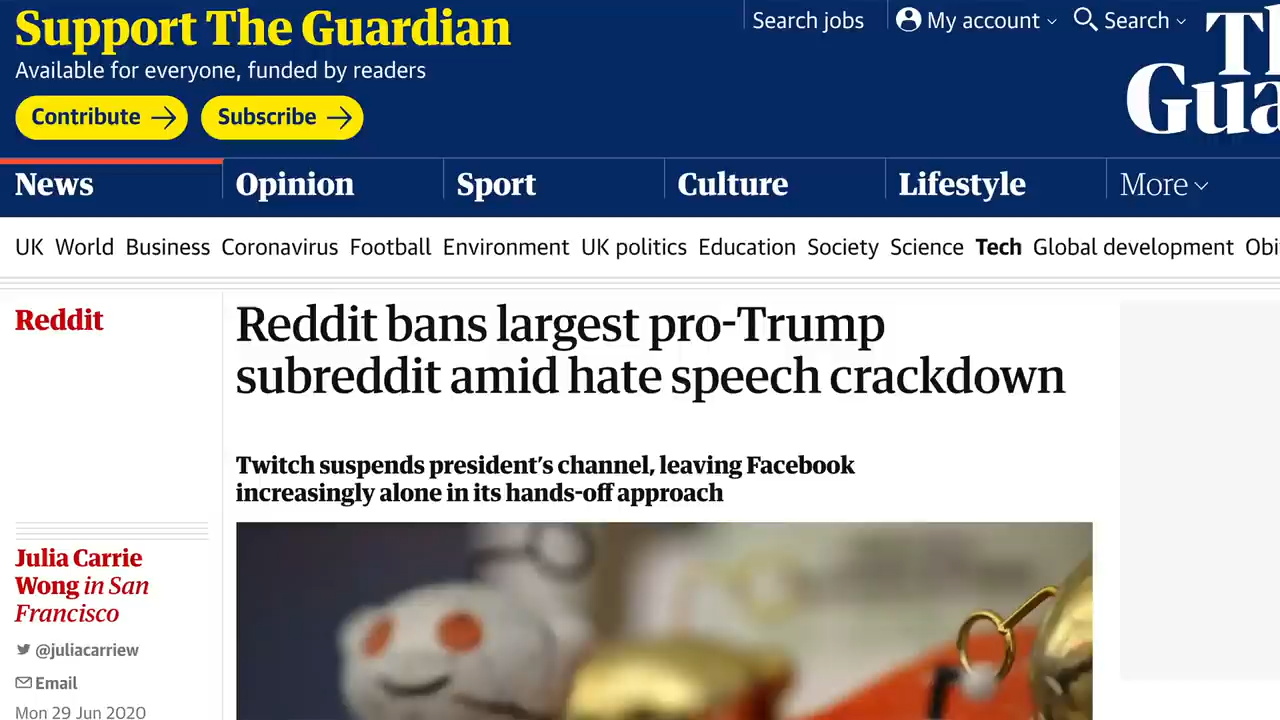 Support The Guardian
Available for everyone, funded by readers
Contribute
Subscribe
Search jobs
My account
Search
News
Opinion
Sport
Culture
Lifestyle
More
UK World Business Coronavirus Football Environment UK politics Education Society Science Tech Global development
Reddit
Reddit bans largest pro-Trump
subreddit amid hate speech crackdown
Twitch suspends president's channel, leaving Facebook
increasingly alone in its hands-off approach
Julia Carrie
Wong in San
Francisco
@juliacarriew
Email
Mon 29 Jun 2020